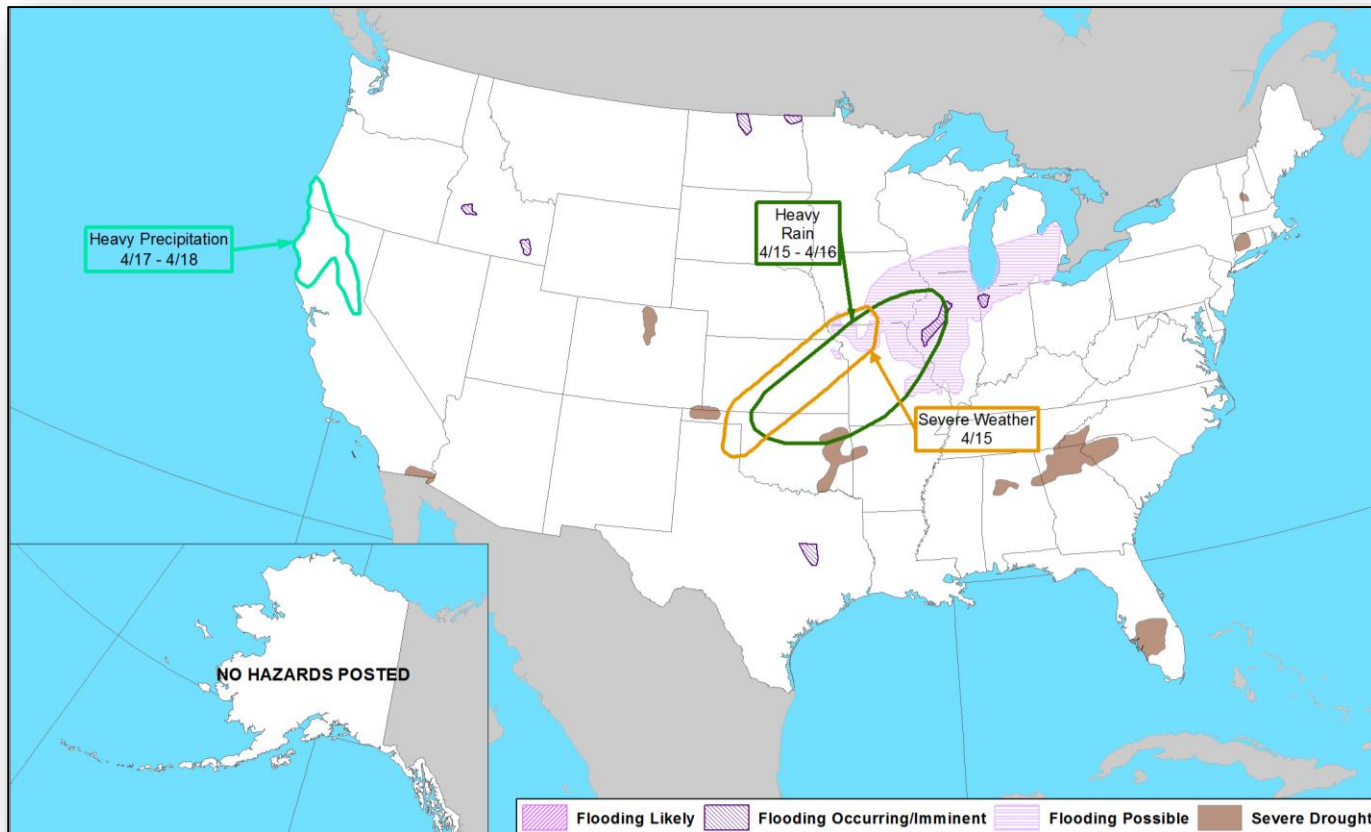 Heavy Precipitation
4/17 - 4/18
Heavy
Rain
4/15 - 4/16
Severe Weather
4/15
NO HAZARDS POSTED
Flooding Likely
Flooding Occurring/Imminent
Flooding Possible
Severe Drought